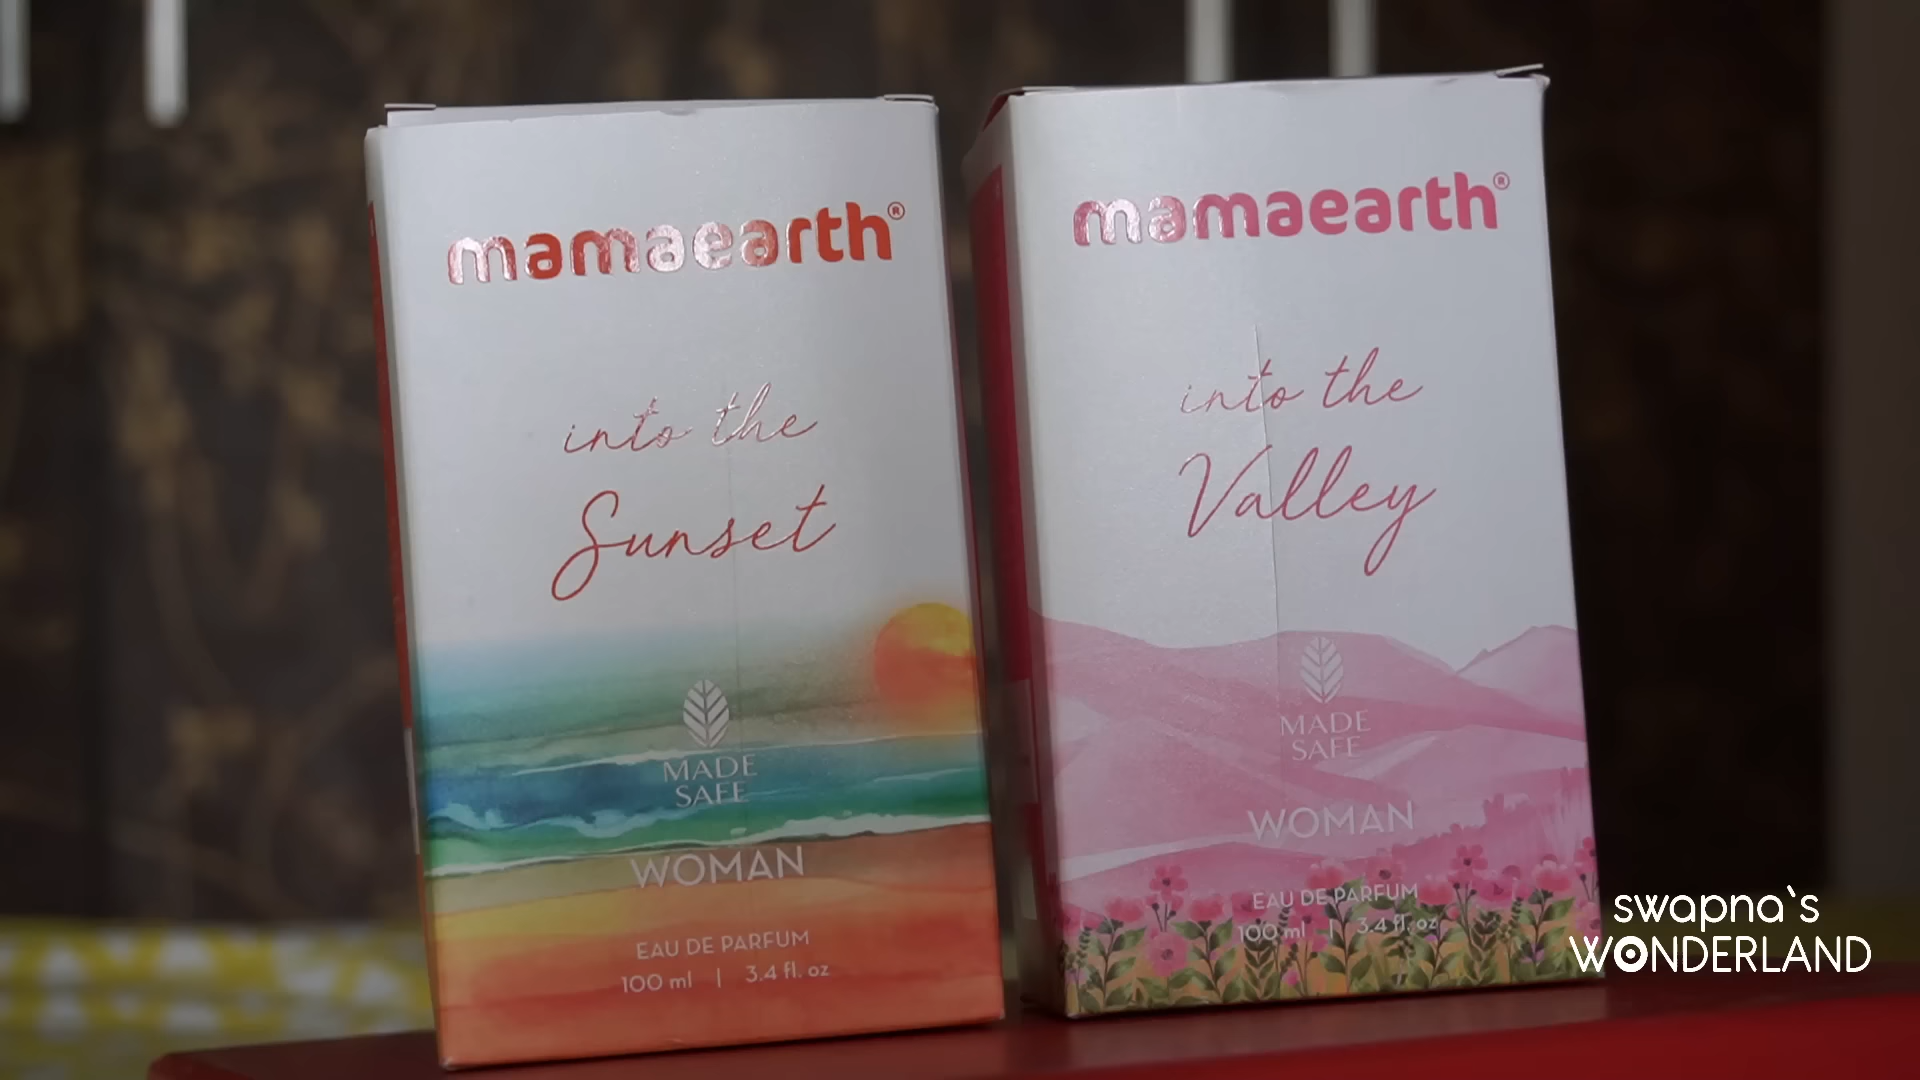 mamaearth®
into the
Sunset
MADE
SAFE
WOMAN
EAU DE PARFUM
100 ml | 3.4 fl. oz
mamaearth®
into the
Valley
MADE
SAFE
WOMAN
EAU DE PARFUM
100 ml | 3.4 fl. oz
swapna's
WONDERLAND